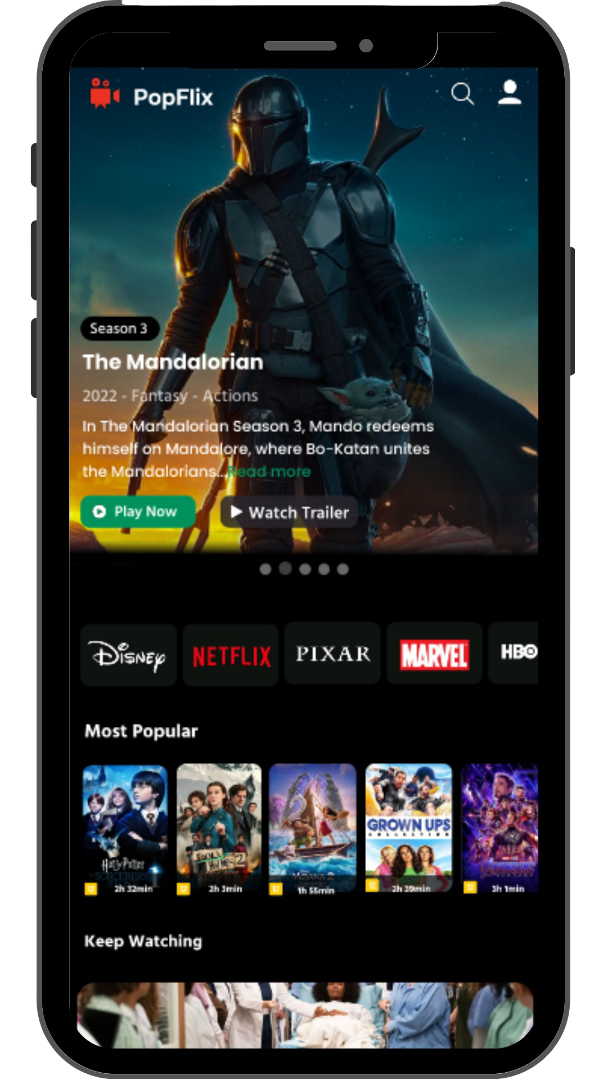 PopFlix
Season 3
The Mandalorian
2022 - Fantasy - Actions
In The Mandalorian Season 3, Mando redeems
himself on Mandalore, where Bo-Katan unites
the Mandalorians...Read more
Play Now
Watch Trailer
Disney
NETFLIX
PIXAR
MARVEL
HBO
Most Popular
Harry Potter
2h 32min
2h 3min
1h 55min
GROWN UPS
COLLECTION
2h 39min
3h 1min
Keep Watching